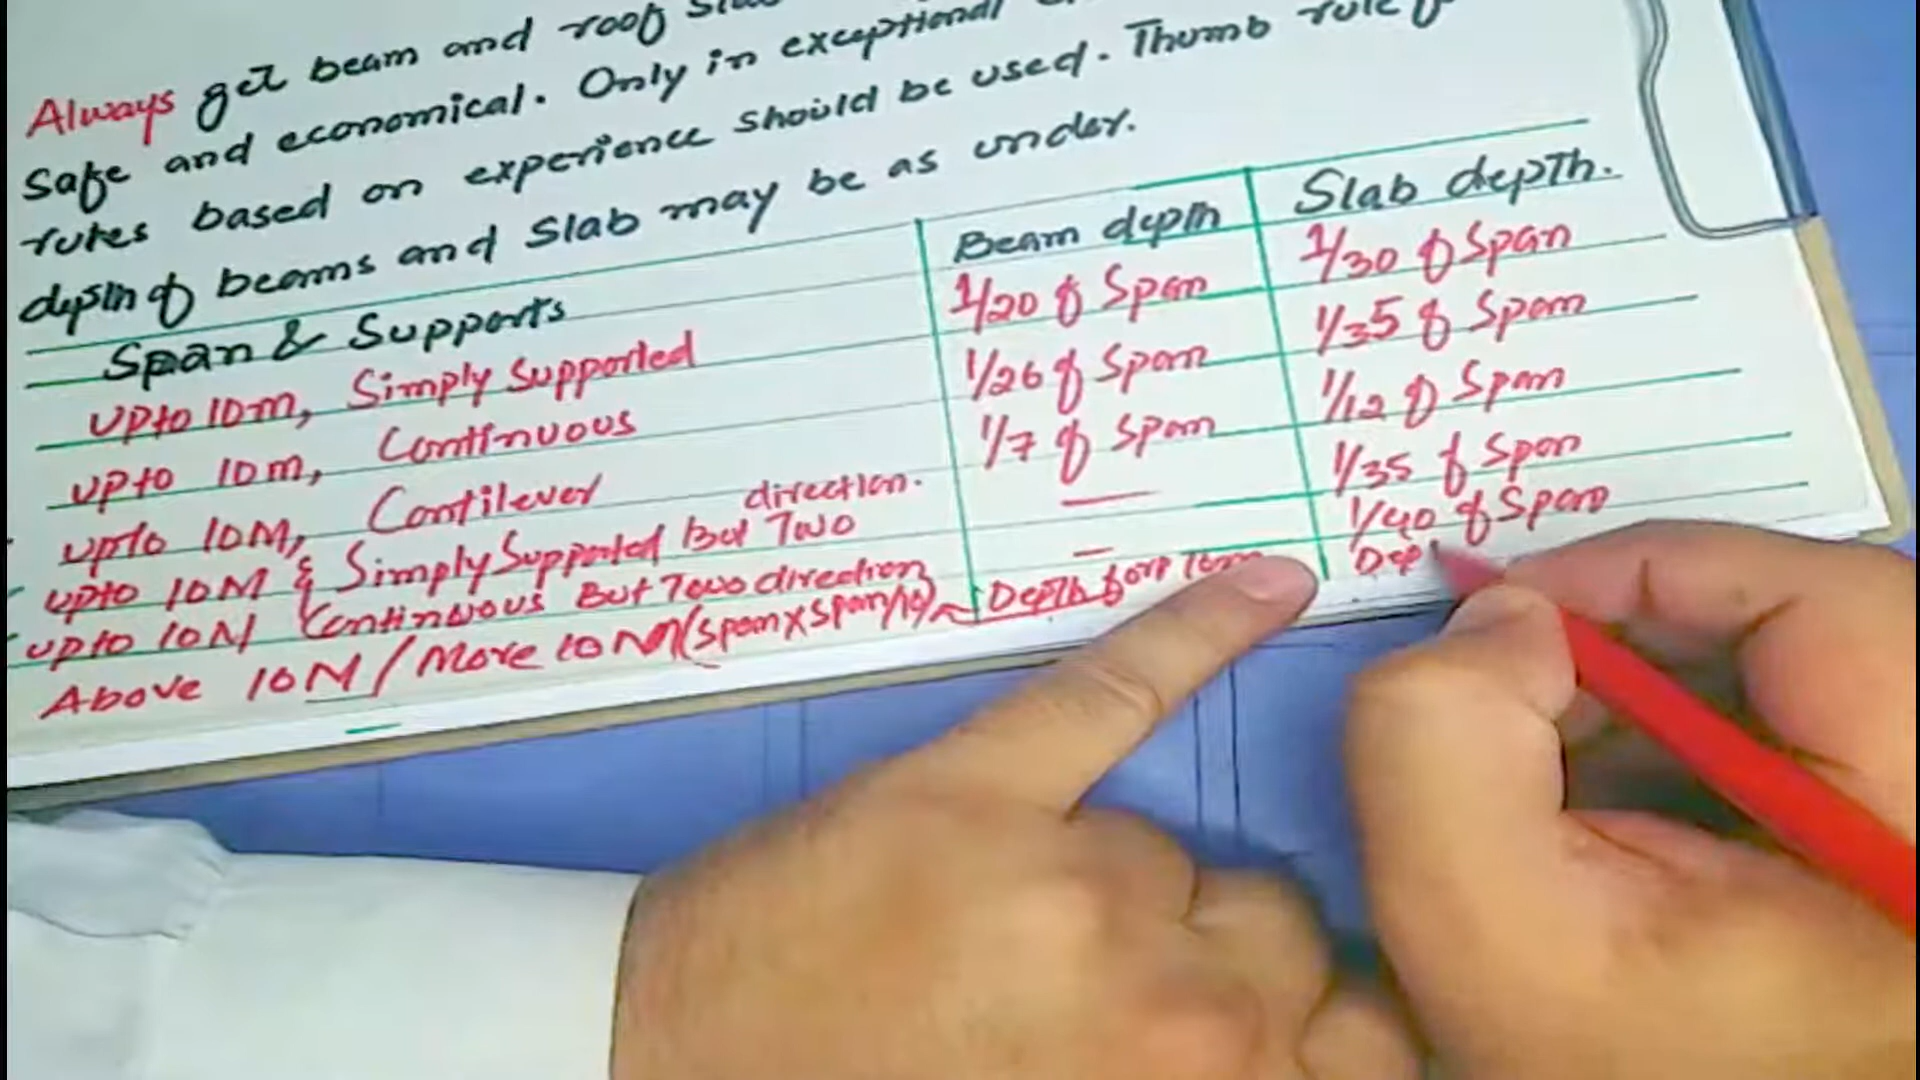 Always get beam and roof
safe and economical. Only in exceptional
rules based on experience should be used. Thumb rule
depth of beams and Slab may be as under.
Span & Supports Beam depth Slab depth.
upto 10m, Simply Supported 1/20 of Span 1/30 of Span
upto 10m, Continuous 1/26 of Span 1/35 of Span
upto 10M, Cantilever 1/7 of Span 1/12 of Span
upto 10M & Simply Supported But Two direction. — 1/35 of Span
upto 10M Continuous But Two direction — 1/40 of Span
Above 10M / More 10M (span x span/10) Depth for 10m Dep